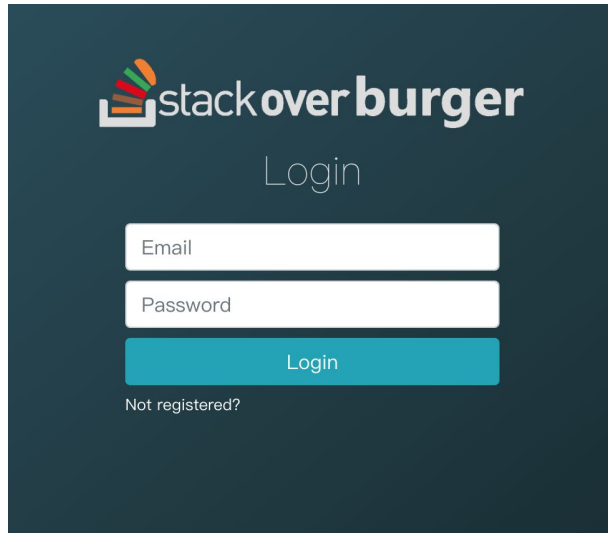 stackoverburger
Login
Email
Password
Login
Not registered?